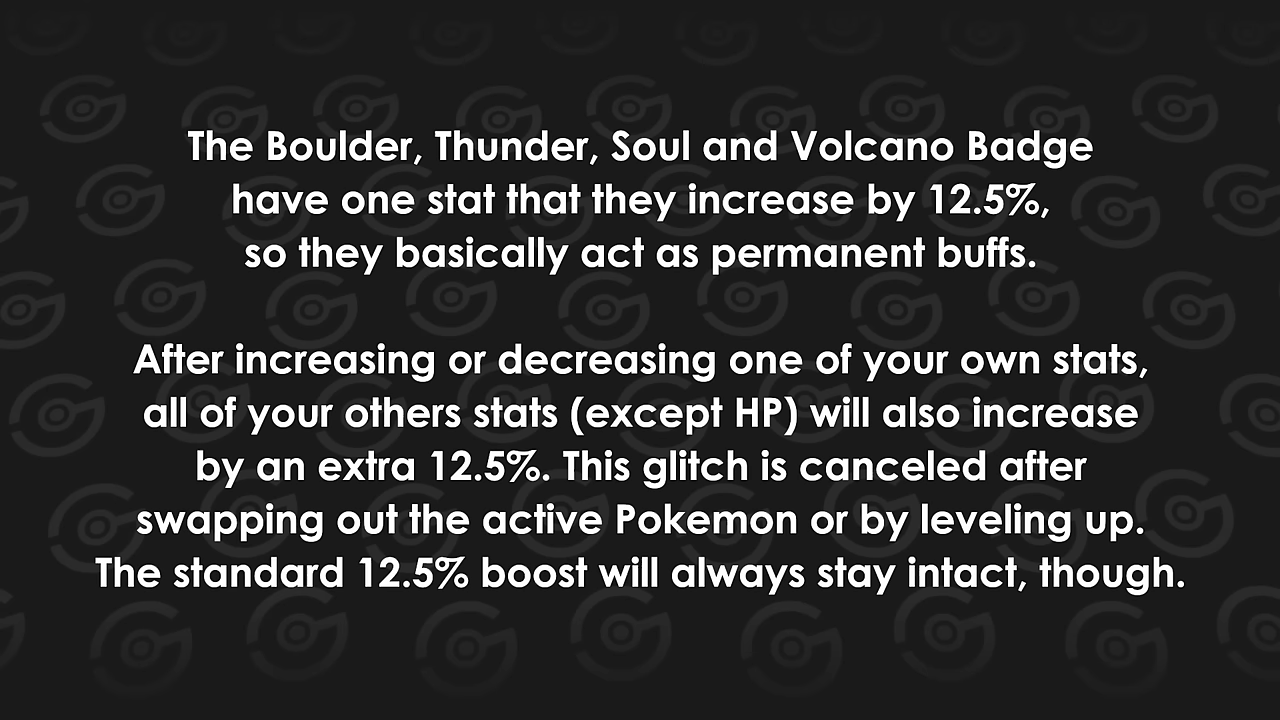 The Boulder, Thunder, Soul and Volcano Badge
have one stat that they increase by 12.5%,
so they basically act as permanent buffs.
After increasing or decreasing one of your own stats,
all of your others stats (except HP) will also increase
by an extra 12.5%. This glitch is canceled after
swapping out the active Pokemon or by leveling up.
The standard 12.5% boost will always stay intact, though.